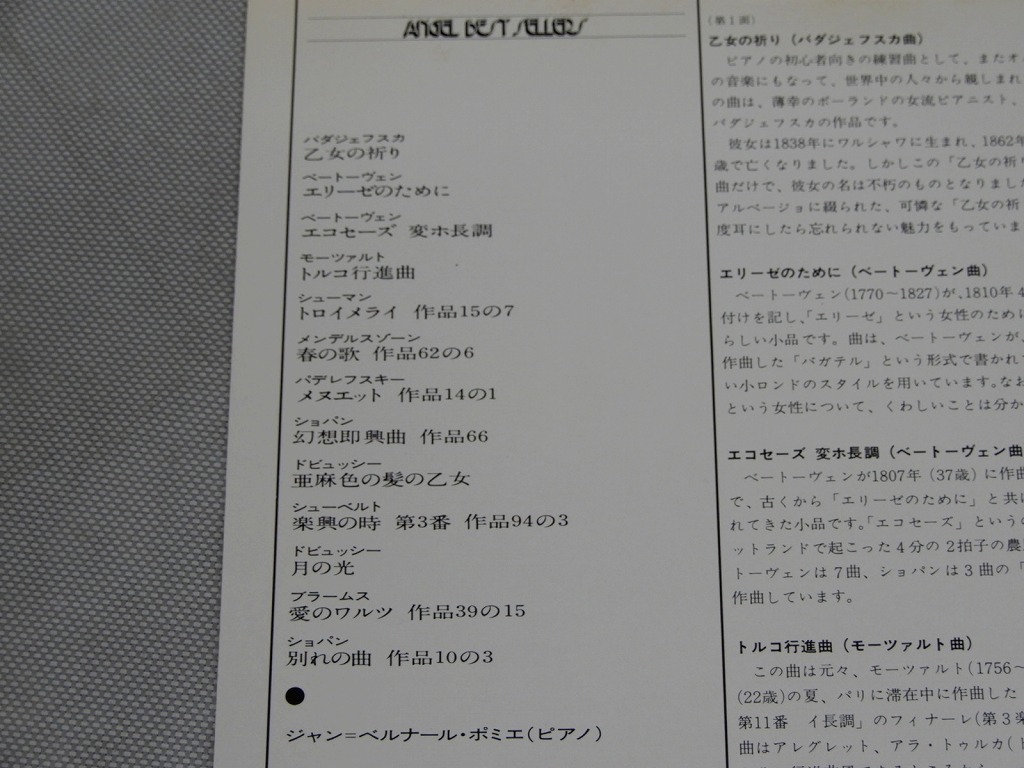 ANGEL BEST SELLERS
バダジェフスカ
乙女の祈り
ベートーヴェン
エリーゼのために
ベートーヴェン
エコセーズ 変ホ長調
モーツァルト
トルコ行進曲
シューマン
トロイメライ 作品15の7
メンデルスゾーン
春の歌 作品62の6
パデレフスキー
メヌエット 作品14の1
ショパン
幻想即興曲 作品66
ドビュッシー
亜麻色の髪の乙女
シューベルト
楽興の時 第3番 作品94の3
ドビュッシー
月の光
ブラームス
愛のワルツ 作品39の15
ショパン
別れの曲 作品10の3
●
ジャン=ベルナール・ポミエ(ピアノ)
(第1面)
乙女の祈り(バダジェフスカ曲)
ピアノの初心者向きの練習曲として、またオ
の音楽にもなって、世界中の人々から親しまれ
の曲は、薄幸のポーランドの女流ピアニスト、
バダジェフスカの作品です。
彼女は1838年にワルシャワに生まれ、1862年
歳で亡くなりました。しかしこの「乙女の祈り
曲だけで、彼女の名は不朽のものとなりました
アルページョに綴られた、可憐な「乙女の祈
度耳にしたら忘れられない魅力をもっていま
エリーゼのために(ベートーヴェン曲)
ベートーヴェン(1770〜1827)が、1810年4
付けを記し、「エリーゼ」という女性のために
らしい小品です。曲は、ベートーヴェンが、
作曲した「バガテル」という形式で書かれて
い小ロンドのスタイルを用いています。なお
という女性について、くわしいことは分か
エコセーズ 変ホ長調(ベートーヴェン曲
ベートーヴェンが1807年(37歳)に作曲
で、古くから「エリーゼのために」と共に
れてきた小品です。「エコセーズ」という
ットランドで起こった4分の2拍子の農
トーヴェンは7曲、ショパンは3曲の「
作曲しています。
トルコ行進曲(モーツァルト曲)
この曲は元々、モーツァルト(1756〜
(22歳)の夏、パリに滞在中に作曲した
第11番 イ長調」のフィナーレ(第3楽
曲はアレグレット、アラ・トゥルカ(ト